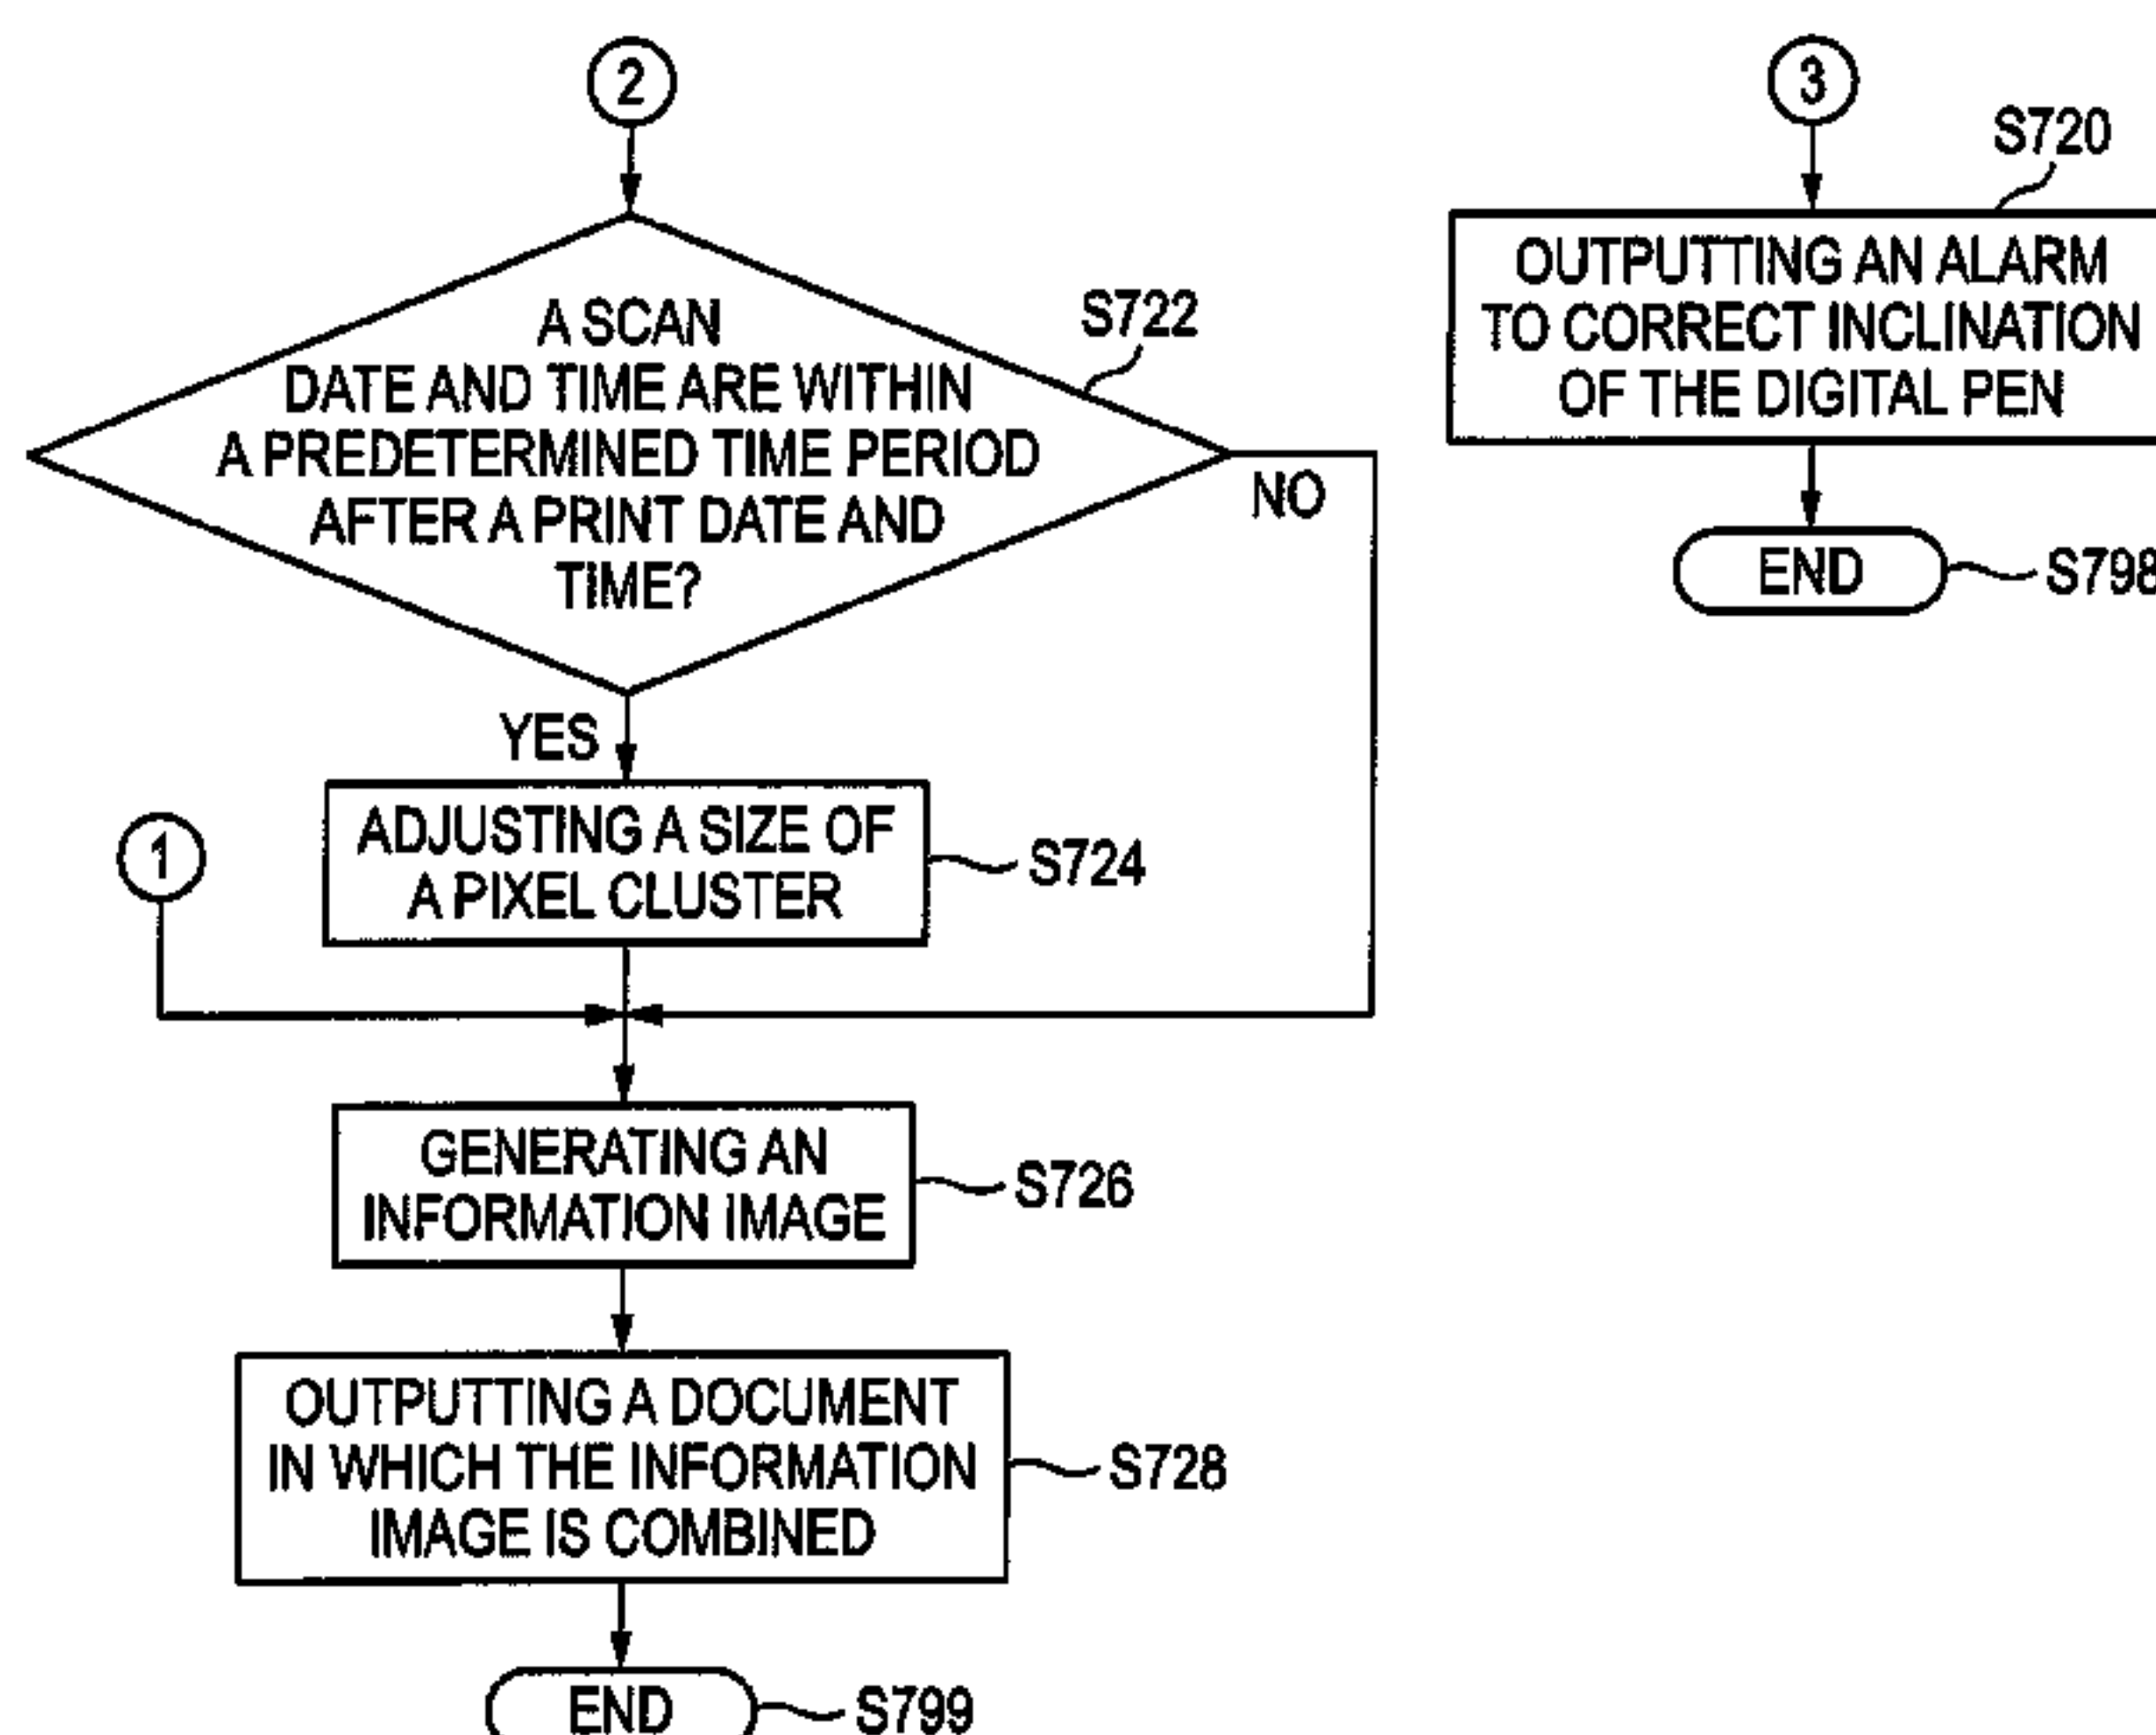 2
A SCAN
DATE AND TIME ARE WITHIN
A PREDETERMINED TIME PERIOD
AFTER A PRINT DATE AND
TIME?
S722
NO
YES
ADJUSTING A SIZE OF
A PIXEL CLUSTER
S724
1
GENERATING AN
INFORMATION IMAGE
S726
OUTPUTTING A DOCUMENT
IN WHICH THE INFORMATION
IMAGE IS COMBINED
S728
END
S799
3
S720
OUTPUTTING AN ALARM
TO CORRECT INCLINATION
OF THE DIGITAL PEN
END
S798